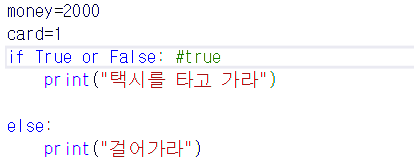 money=2000
card=1
if True or False: #true
    print("택시를 타고 가라")

else:
    print("걸어가라")